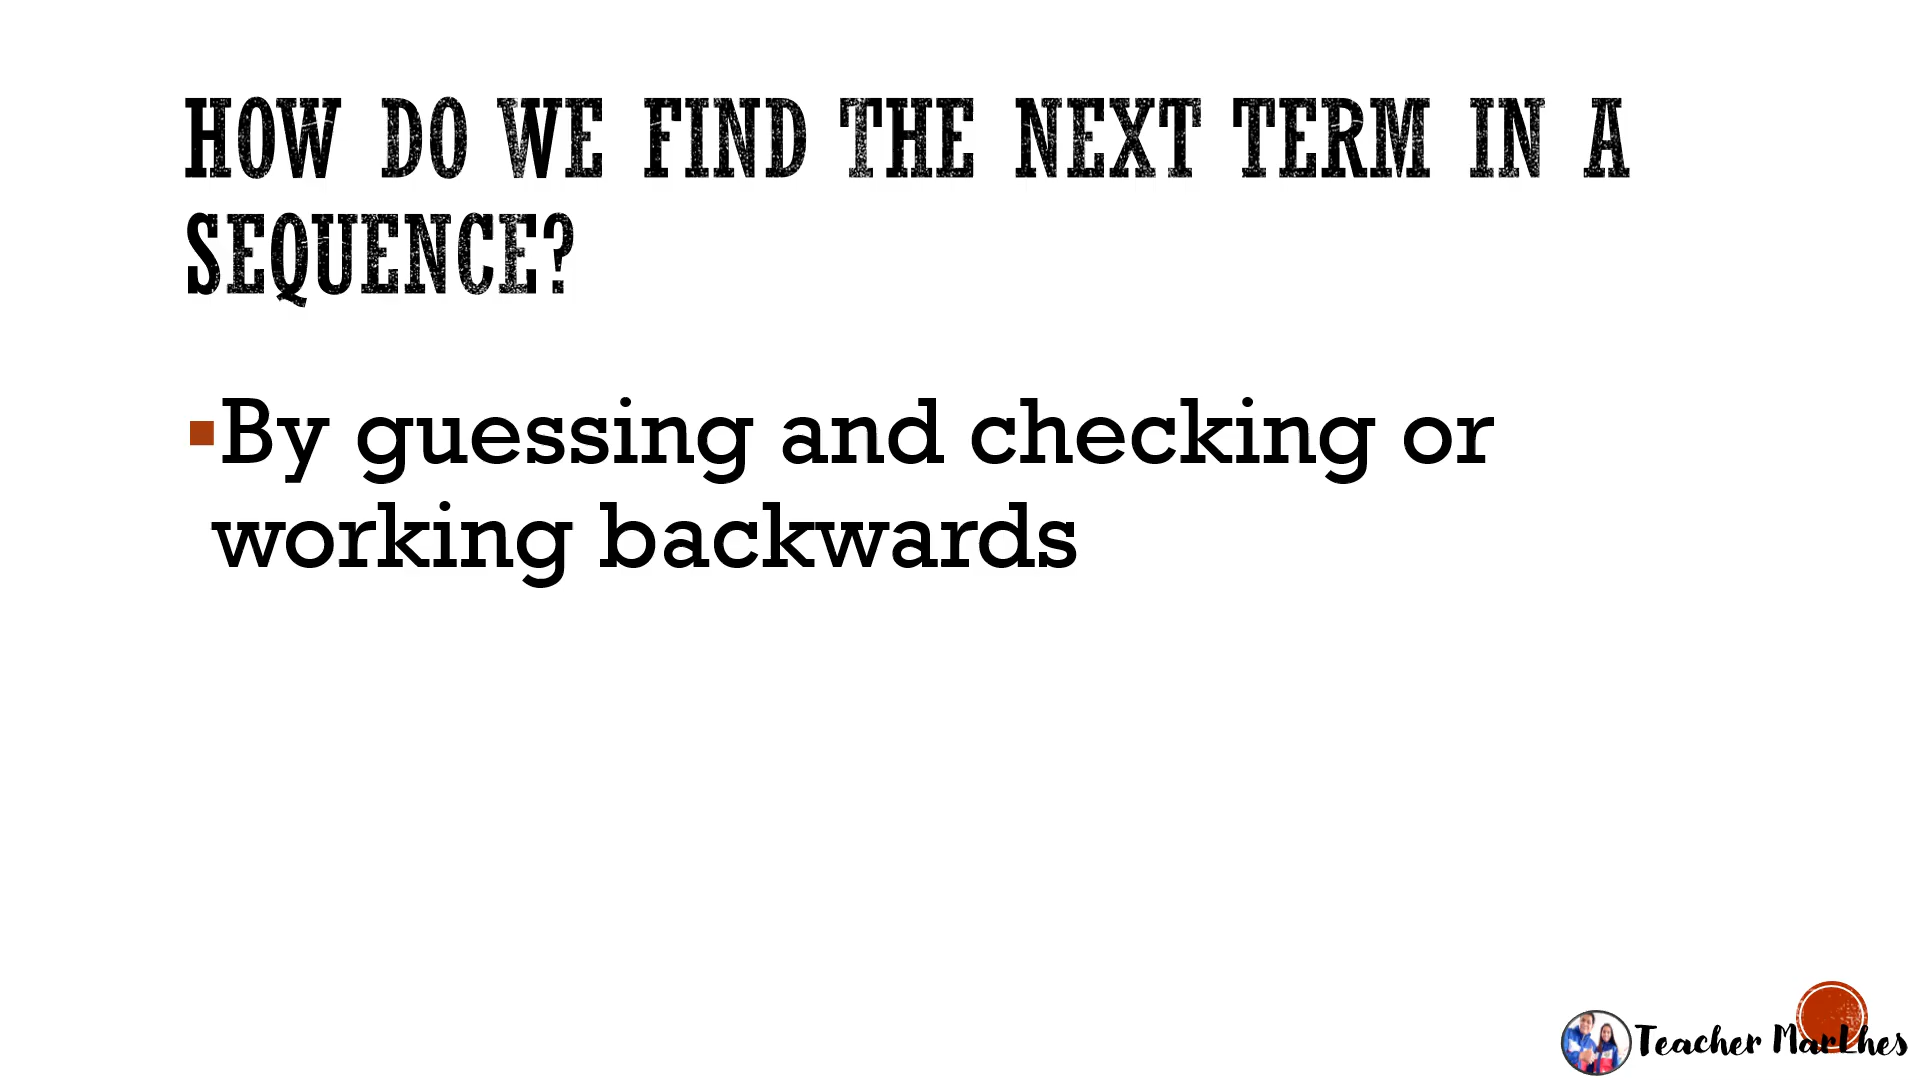 HOW DO WE FIND THE NEXT TERM IN A
SEQUENCE?
▪By guessing and checking or
working backwards
Teacher MarLhes